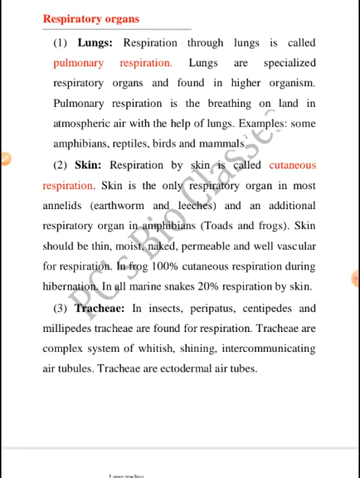 Respiratory organs
(1) Lungs: Respiration through lungs is called
pulmonary respiration. Lungs are specialized
respiratory organs and found in higher organism.
Pulmonary respiration is the breathing on land in
atmospheric air with the help of lungs. Examples: some
amphibians, reptiles, birds and mammals
(2) Skin: Respiration by skin is called cutaneous
respiration. Skin is the only respiratory organ in most
annelids (earthworm and leeches) and an additional
respiratory organ in amphibians (Toads and frogs). Skin
should be thin, moist, naked, permeable and well vascular
for respiration. In frog 100% cutaneous respiration during
hibernation. In all marine snakes 20% respiration by skin.
(3) Tracheae: In insects, peripatus, centipedes and
millipedes tracheae are found for respiration. Tracheae are
complex system of whitish, shining, intercommunicating
air tubules. Tracheae are ectodermal air tubes.
PG's Bio Classes